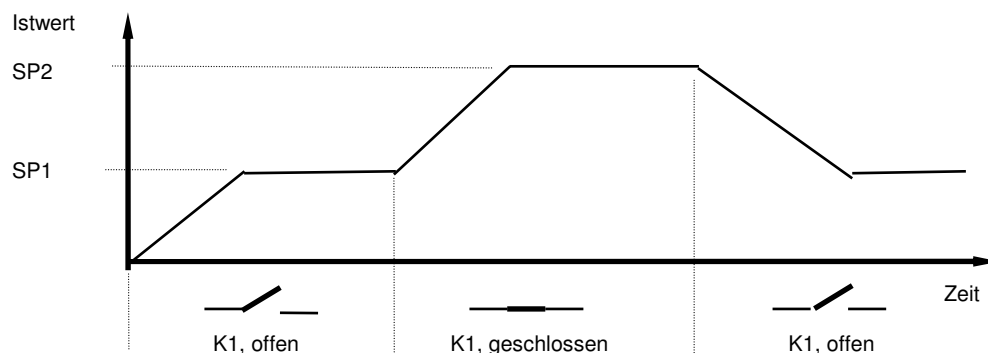 Istwert
SP2
SP1
Zeit
K1, offen
K1, geschlossen
K1, offen